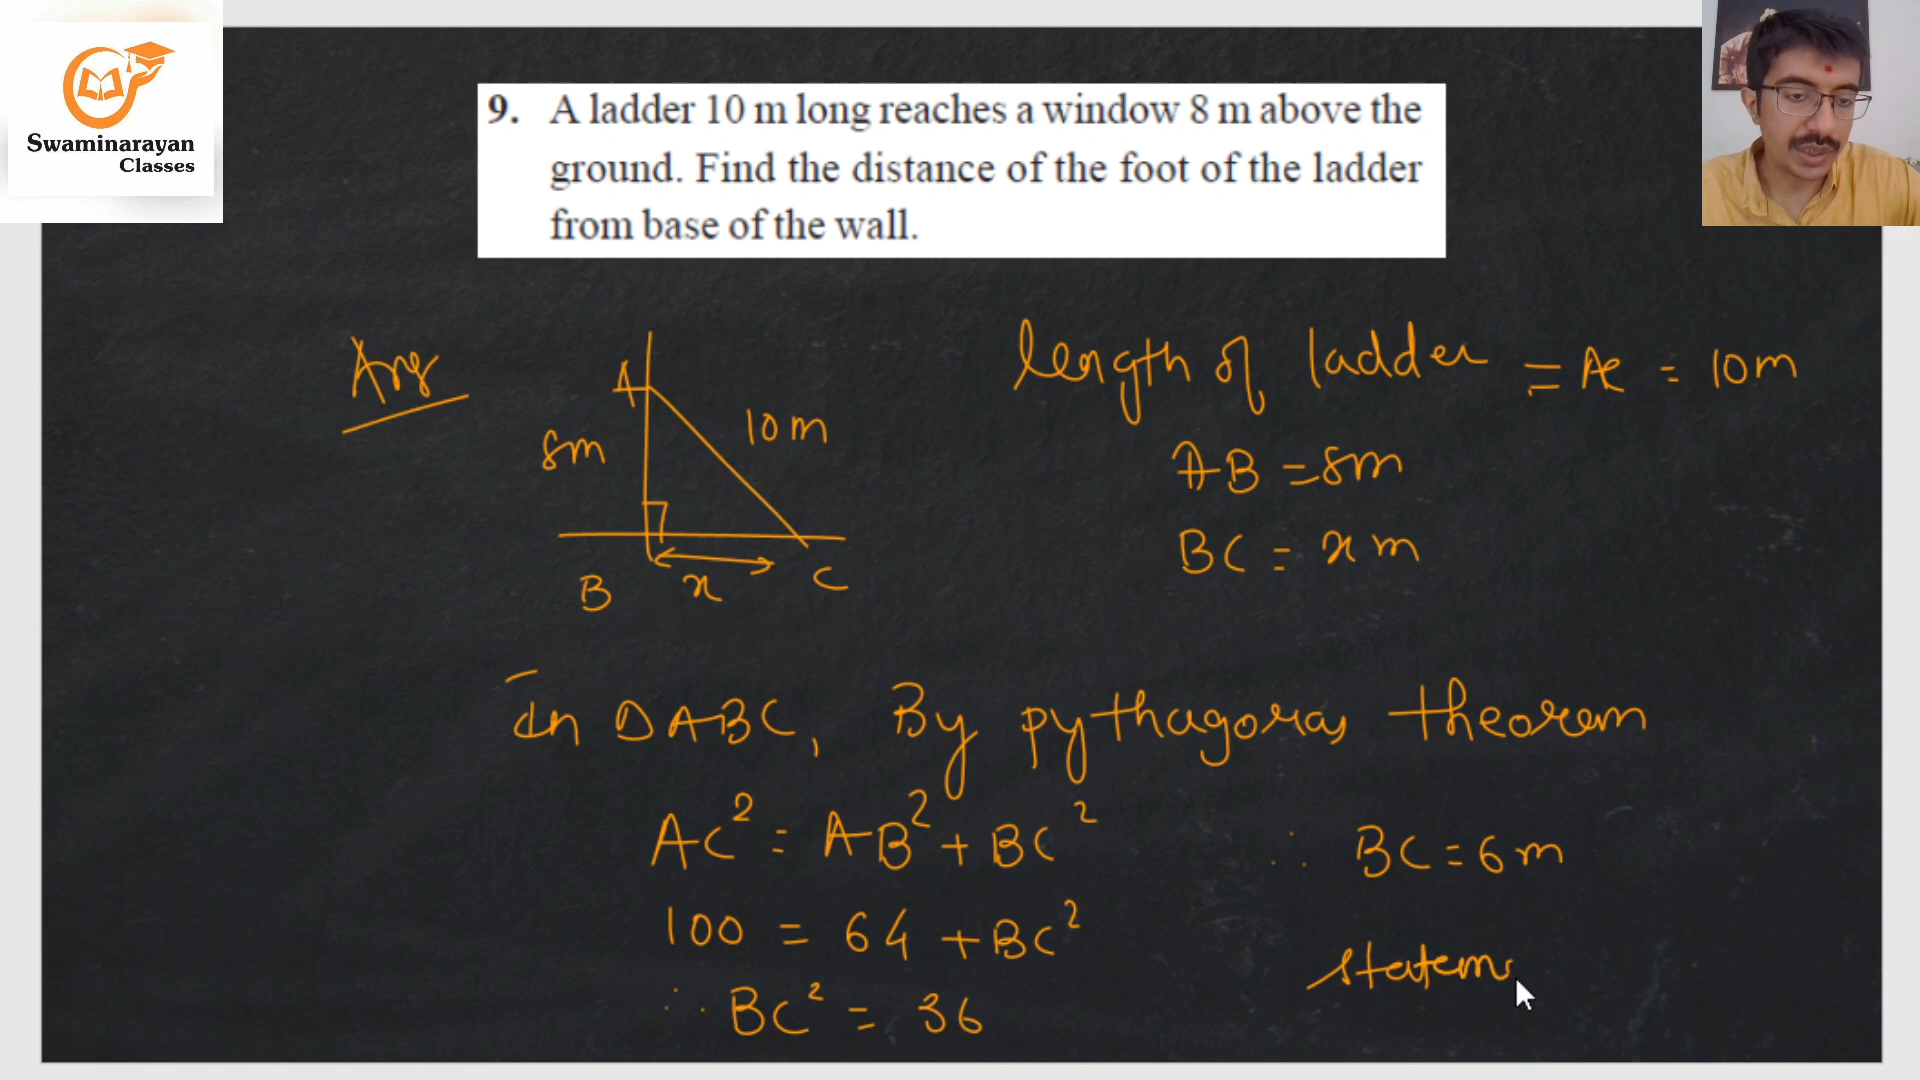 Swaminarayan
Classes
9. A ladder 10 m long reaches a window 8 m above the
ground. Find the distance of the foot of the ladder
from base of the wall.
Ans
A
8m
10m
B
x
C
length of ladder = AC = 10m
AB = 8m
BC = x m
In ΔABC, By pythagoras theorem
AC² = AB² + BC²
100 = 64 + BC²
∴ BC² = 36
∴ BC = 6m
statem